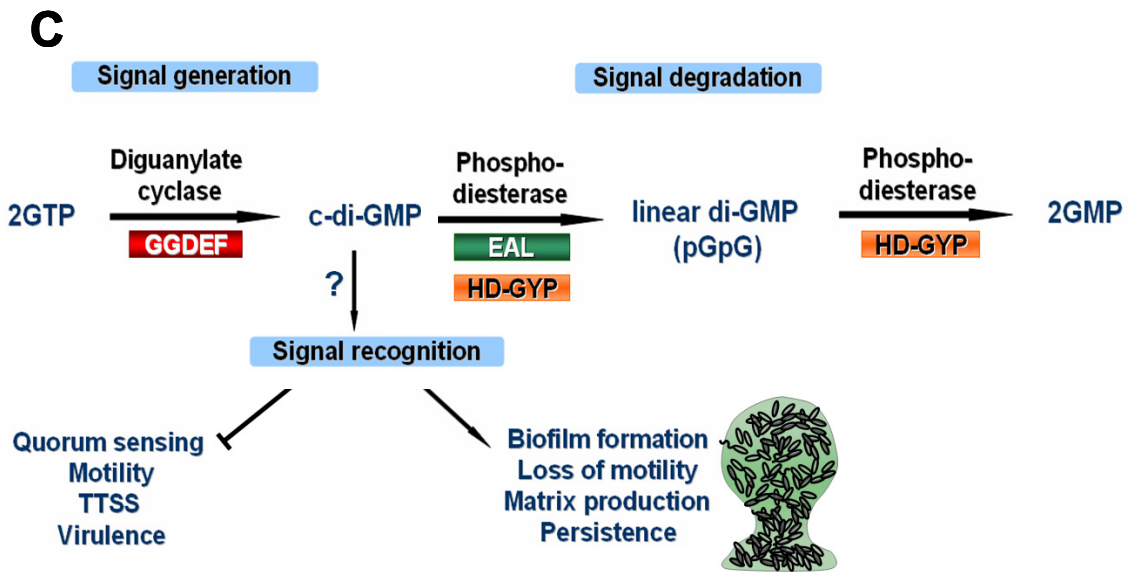 C
Signal generation
Signal degradation
Diguanylate
cyclase
Phospho-
diesterase
Phospho-
diesterase
2GTP
c-di-GMP
linear di-GMP
(pGpG)
2GMP
GGDEF
EAL
HD-GYP
HD-GYP
?
Signal recognition
Quorum sensing
Motility
TTSS
Virulence
Biofilm formation
Loss of motility
Matrix production
Persistence